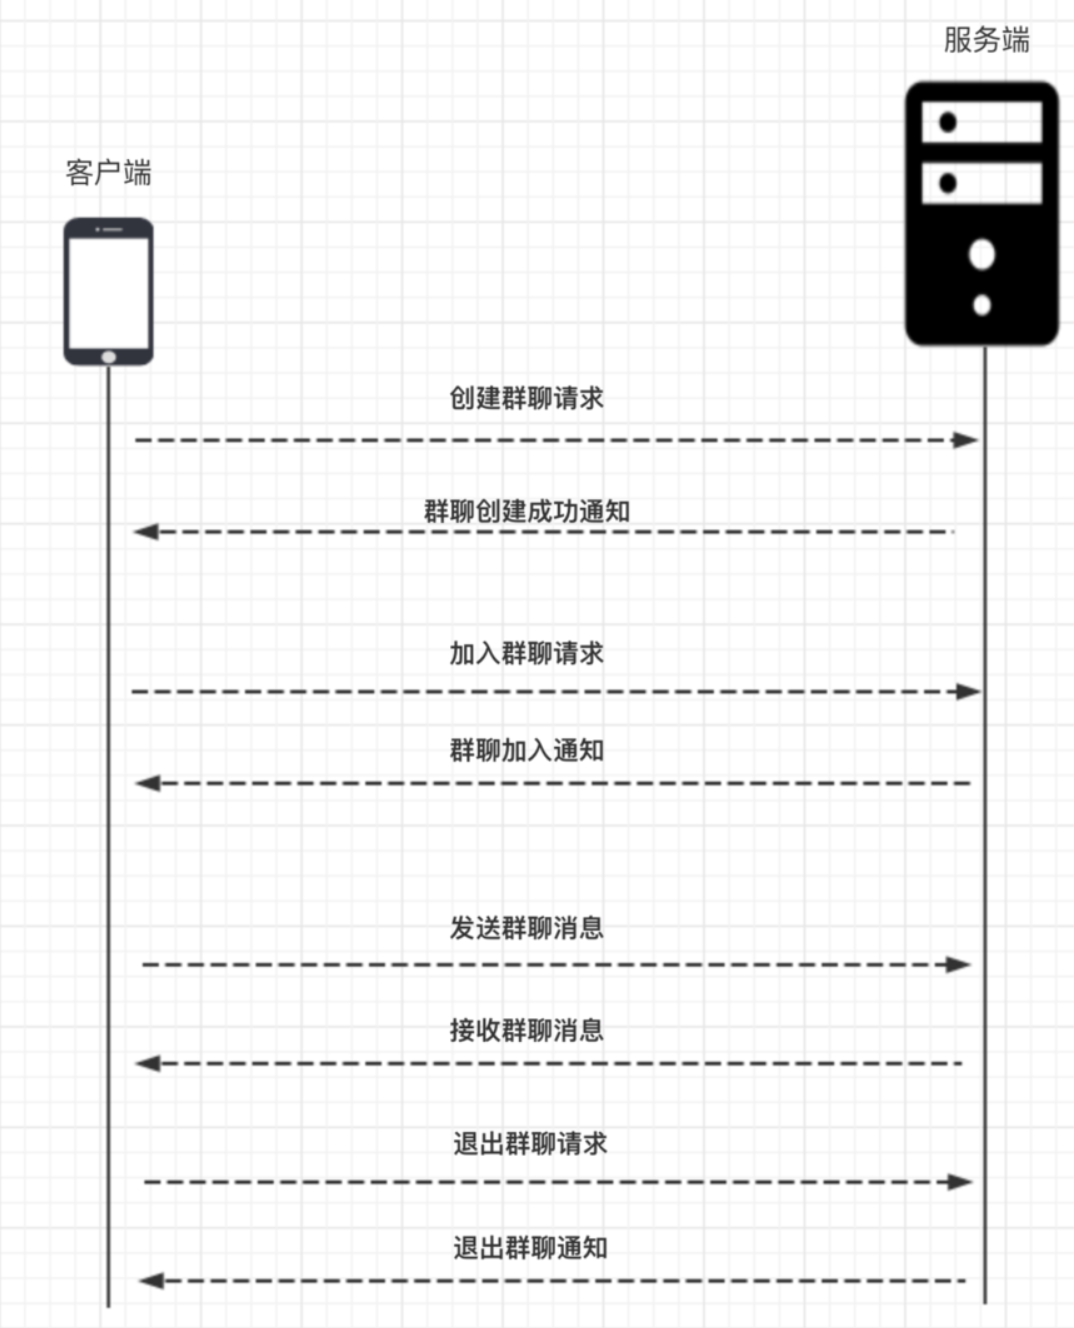 服务端
客户端
创建群聊请求
群聊创建成功通知
加入群聊请求
群聊加入通知
发送群聊消息
接收群聊消息
退出群聊请求
退出群聊通知